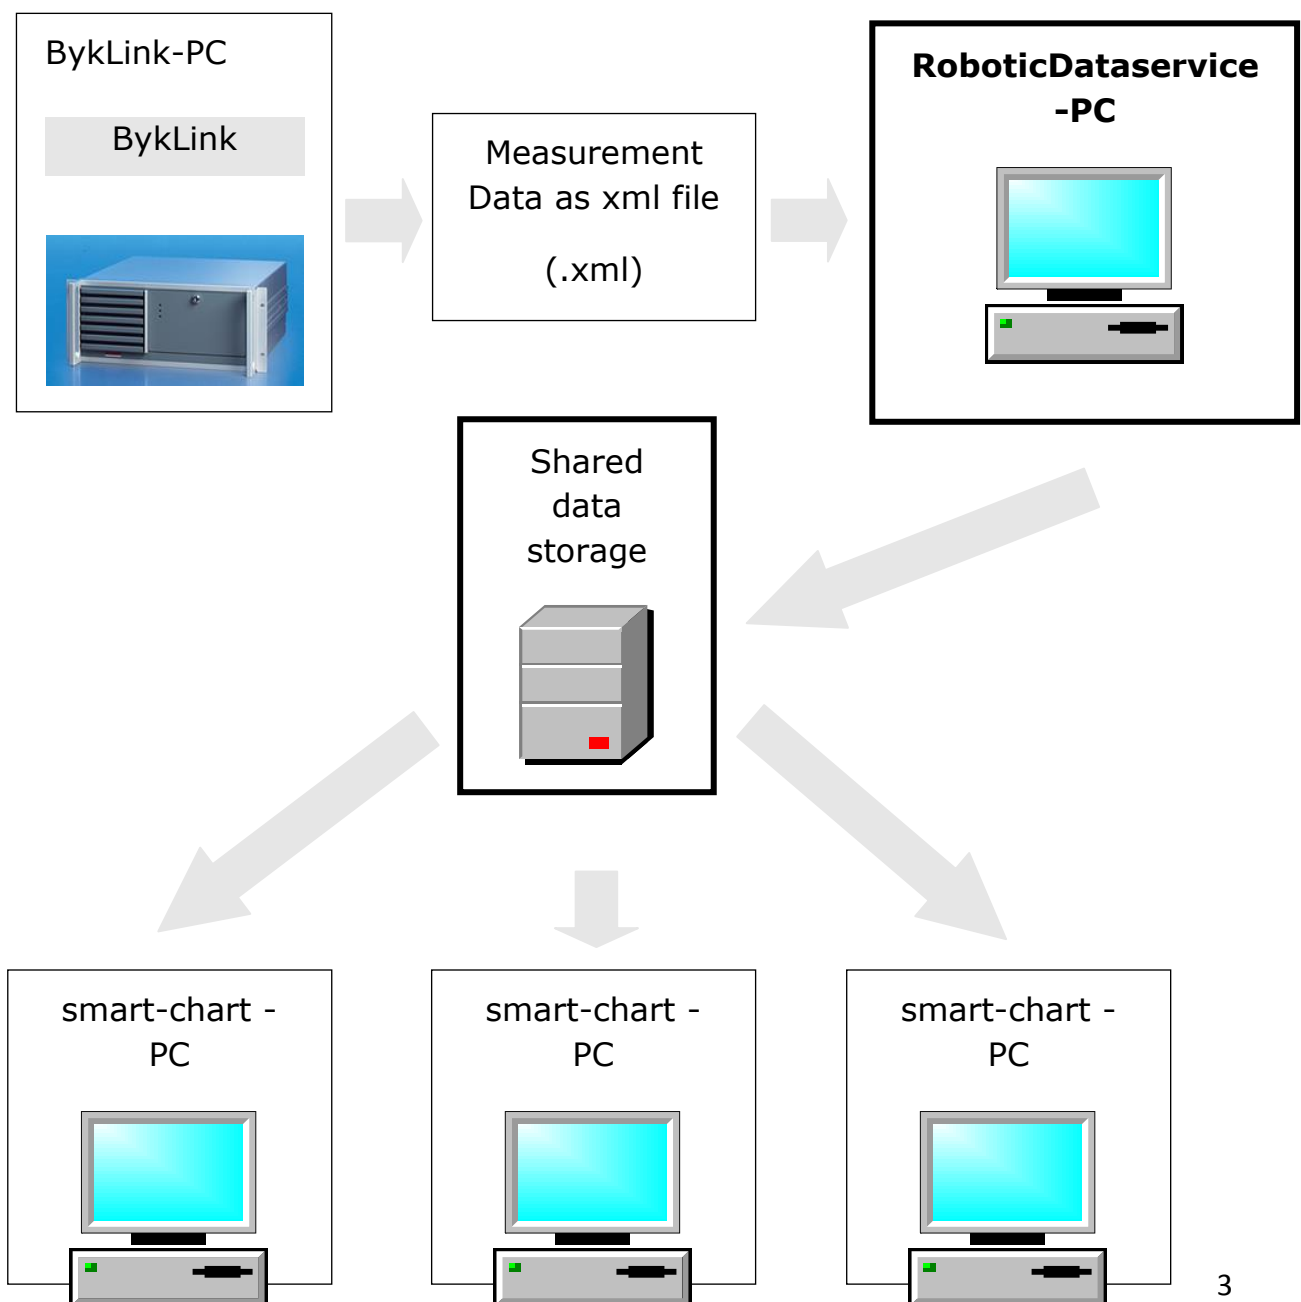 BykLink-PC
BykLink
Measurement
Data as xml file
(.xml)
RoboticDataservice
-PC
Shared
data
storage
smart-chart -
PC
smart-chart -
PC
smart-chart -
PC
3